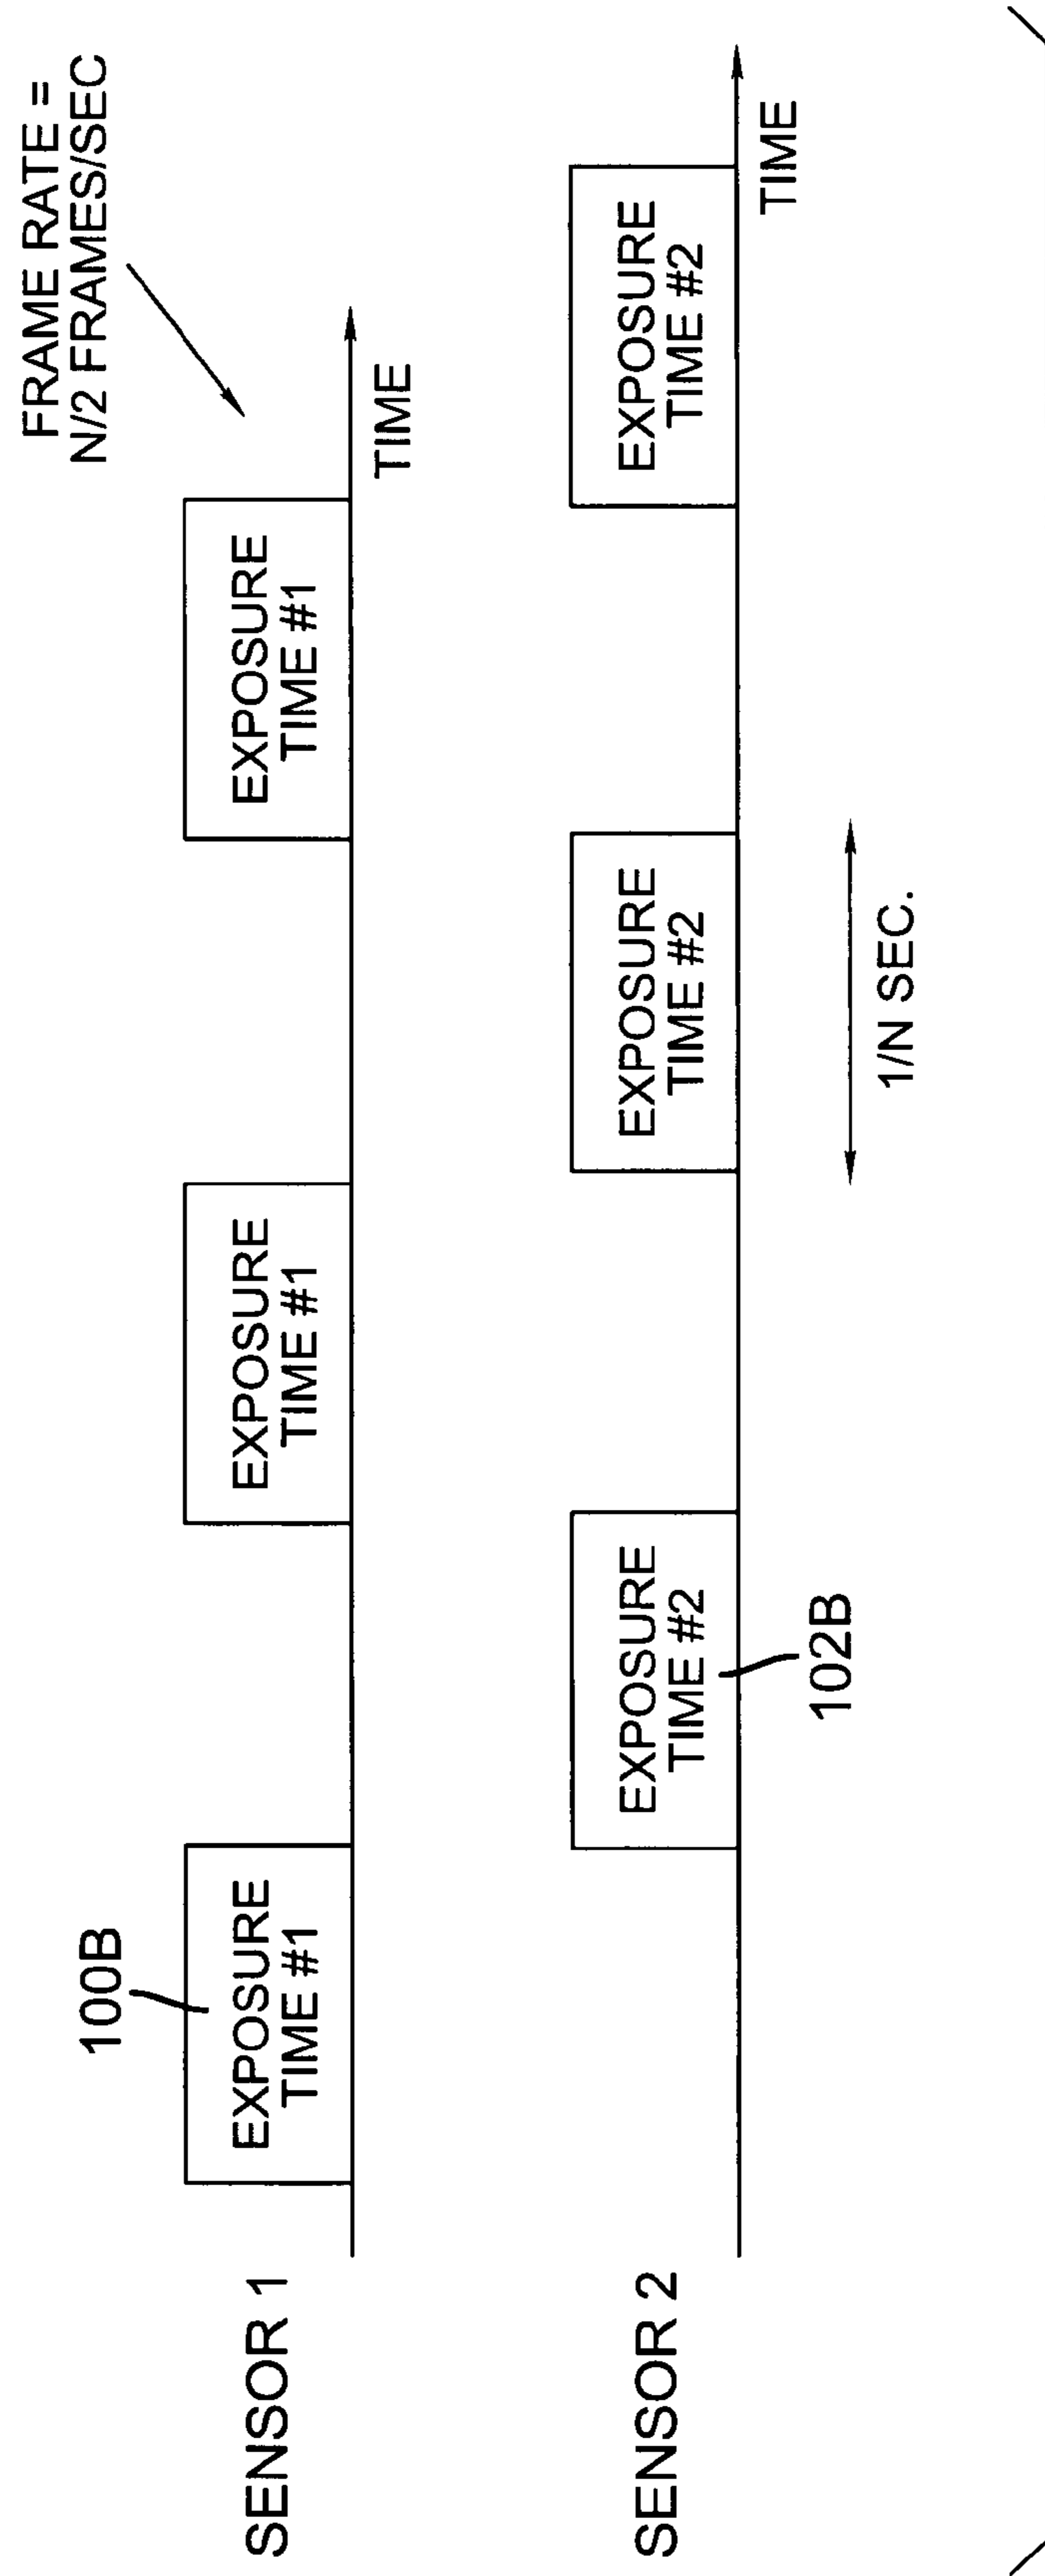 FRAME RATE =
N/2 FRAMES/SEC
100B
SENSOR 1
EXPOSURE
TIME #1
EXPOSURE
TIME #1
EXPOSURE
TIME #1
TIME
SENSOR 2
EXPOSURE
TIME #2
EXPOSURE
TIME #2
EXPOSURE
TIME #2
TIME
102B
1/N SEC.